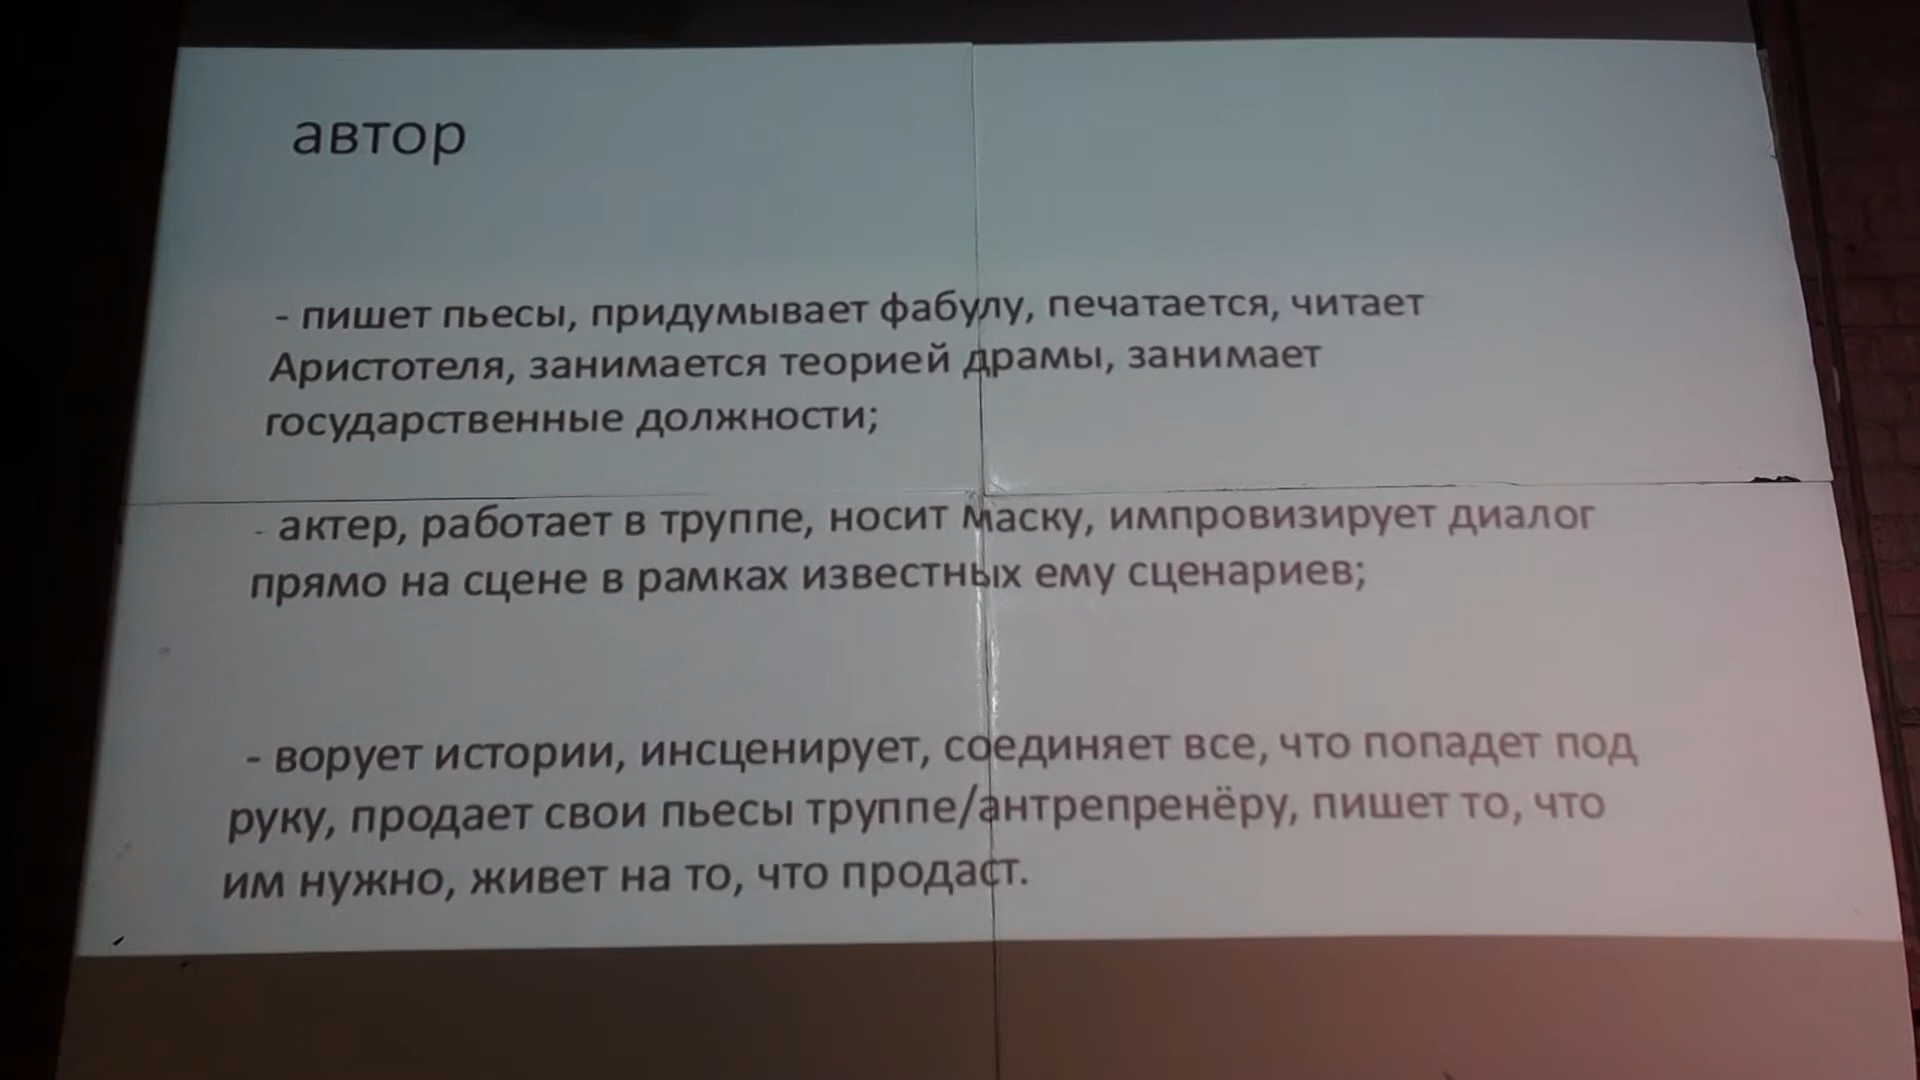 автор
- пишет пьесы, придумывает фабулу, печатается, читает
Аристотеля, занимается теорией драмы, занимает
государственные должности;
- актер, работает в труппе, носит маску, импровизирует диалог
прямо на сцене в рамках известных ему сценариев;
- ворует истории, инсценирует, соединяет все, что попадет под
руку, продает свои пьесы труппе/антрепренёру, пишет то, что
им нужно, живет на то, что продаст.